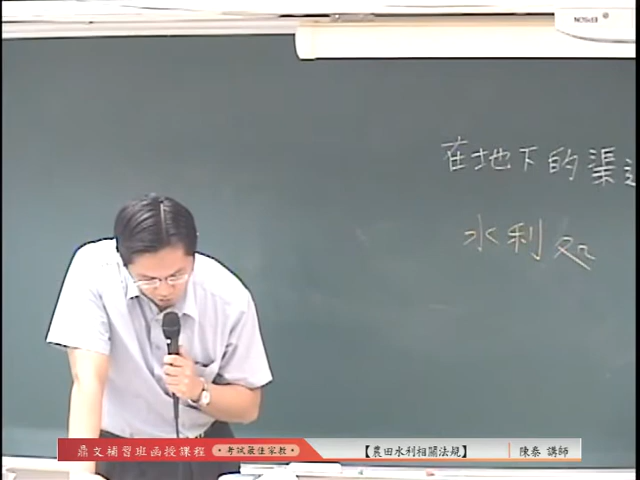 在地下的渠
水利处
鼎文補習班函授課程 ·考試最佳家教· 【農田水利相關法規】 陳泰 講師